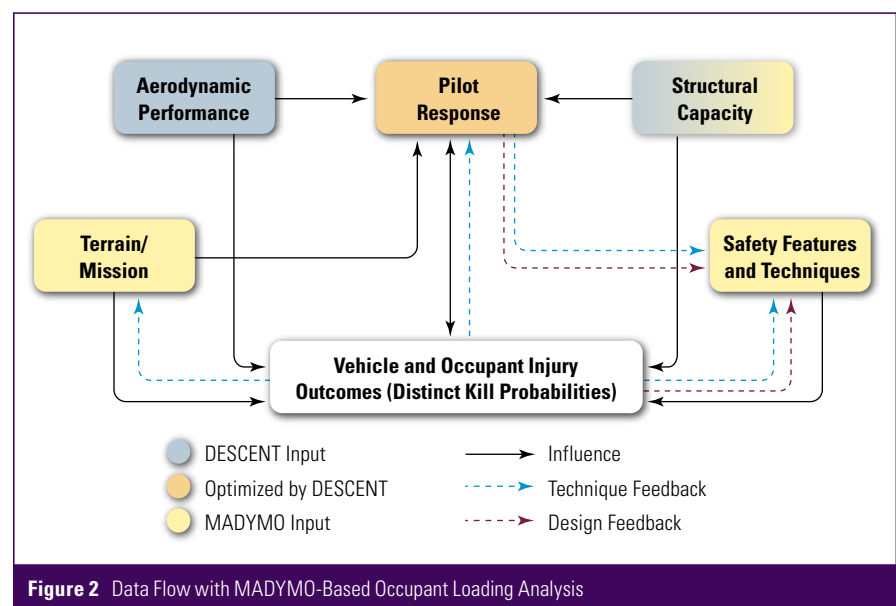 Aerodynamic
Performance
Pilot
Response
Structural
Capacity
Terrain/
Mission
Safety Features
and Techniques
Vehicle and Occupant Injury
Outcomes (Distinct Kill Probabilities)
DESCENT Input
Optimized by DESCENT
MADYMO Input
Influence
Technique Feedback
Design Feedback
Figure 2 Data Flow with MADYMO-Based Occupant Loading Analysis